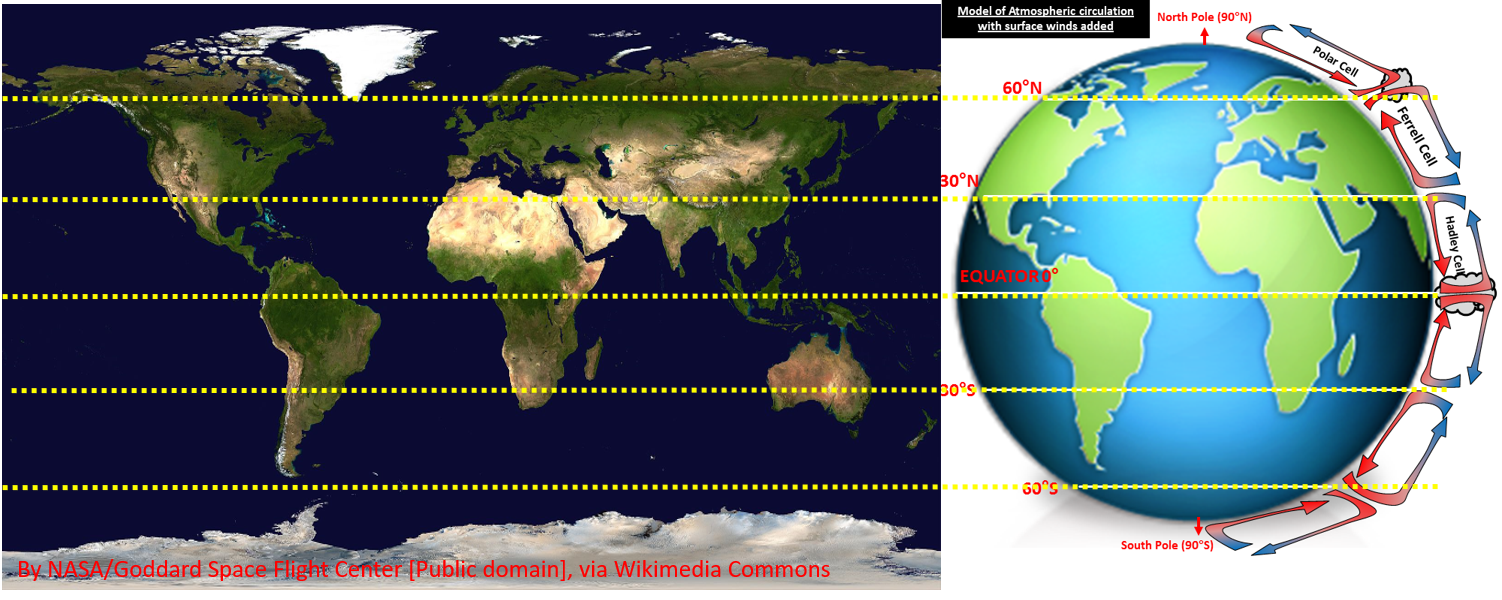 Model of Atmospheric circulation
with surface winds added
North Pole (90°N)
Polar Cell
60°N
Ferrell Cell
30°N
Hadley Cell
EQUATOR 0°
30°S
60°S
South Pole (90°S)
By NASA/Goddard Space Flight Center [Public domain], via Wikimedia Commons